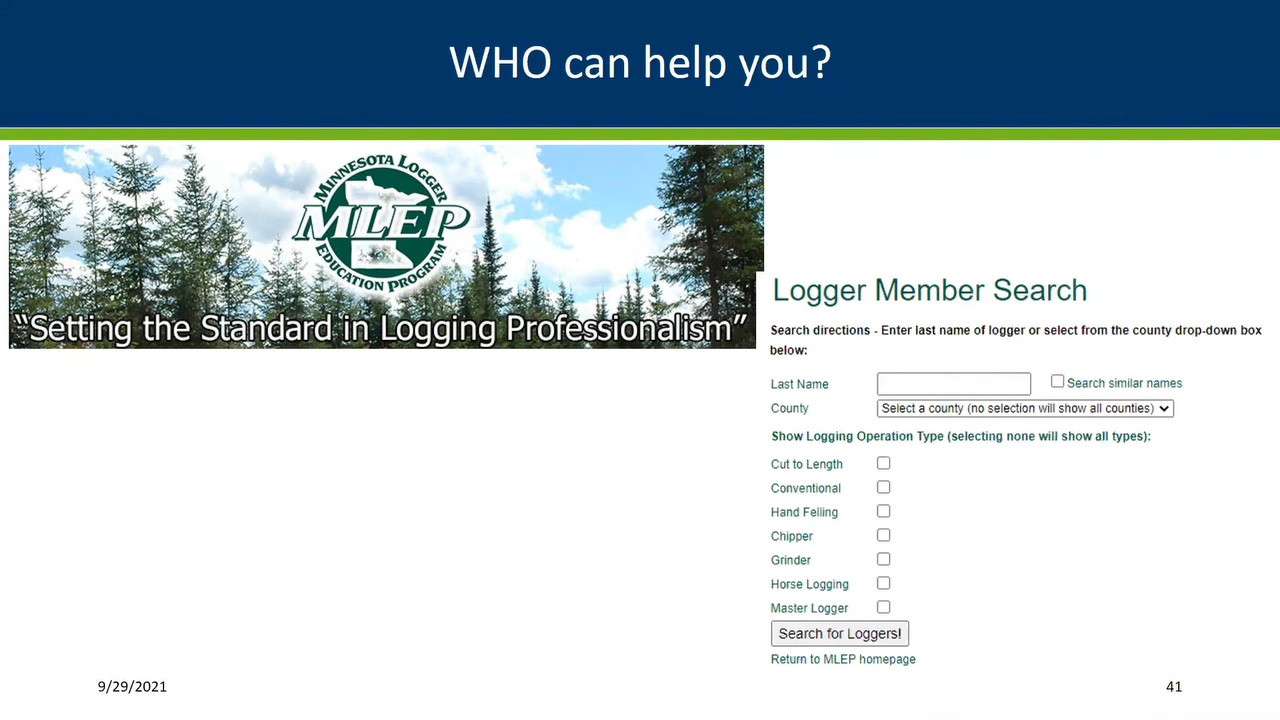 WHO can help you?
MINNESOTA LOGGER
MLEP
EDUCATION PROGRAM
“Setting the Standard in Logging Professionalism”
Logger Member Search
Search directions - Enter last name of logger or select from the county drop-down box
below:
Last Name
Search similar names
County
Select a county (no selection will show all counties)
Show Logging Operation Type (selecting none will show all types):
Cut to Length
Conventional
Hand Felling
Chipper
Grinder
Horse Logging
Master Logger
Search for Loggers!
Return to MLEP homepage
9/29/2021
41